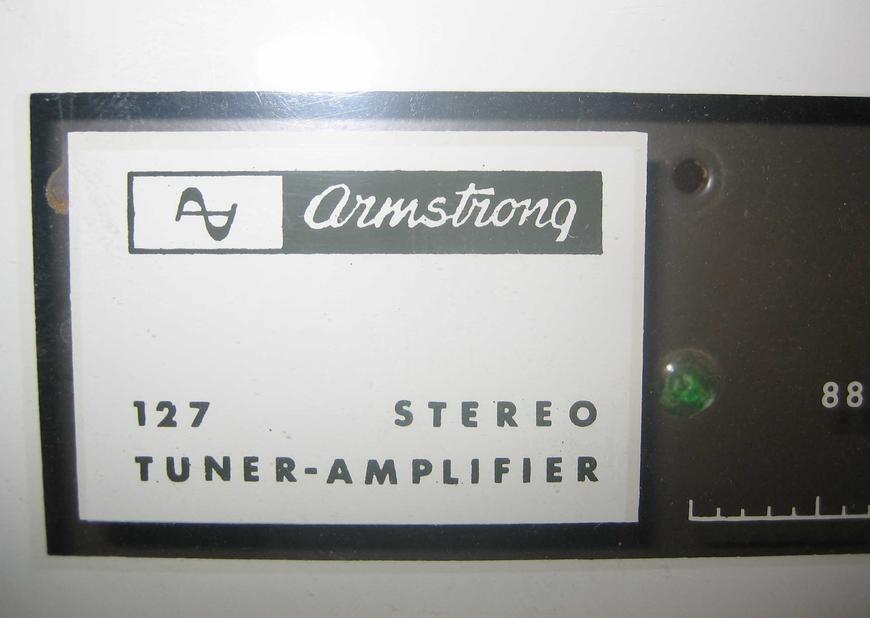 Armstrong
127 STEREO
TUNER-AMPLIFIER
88